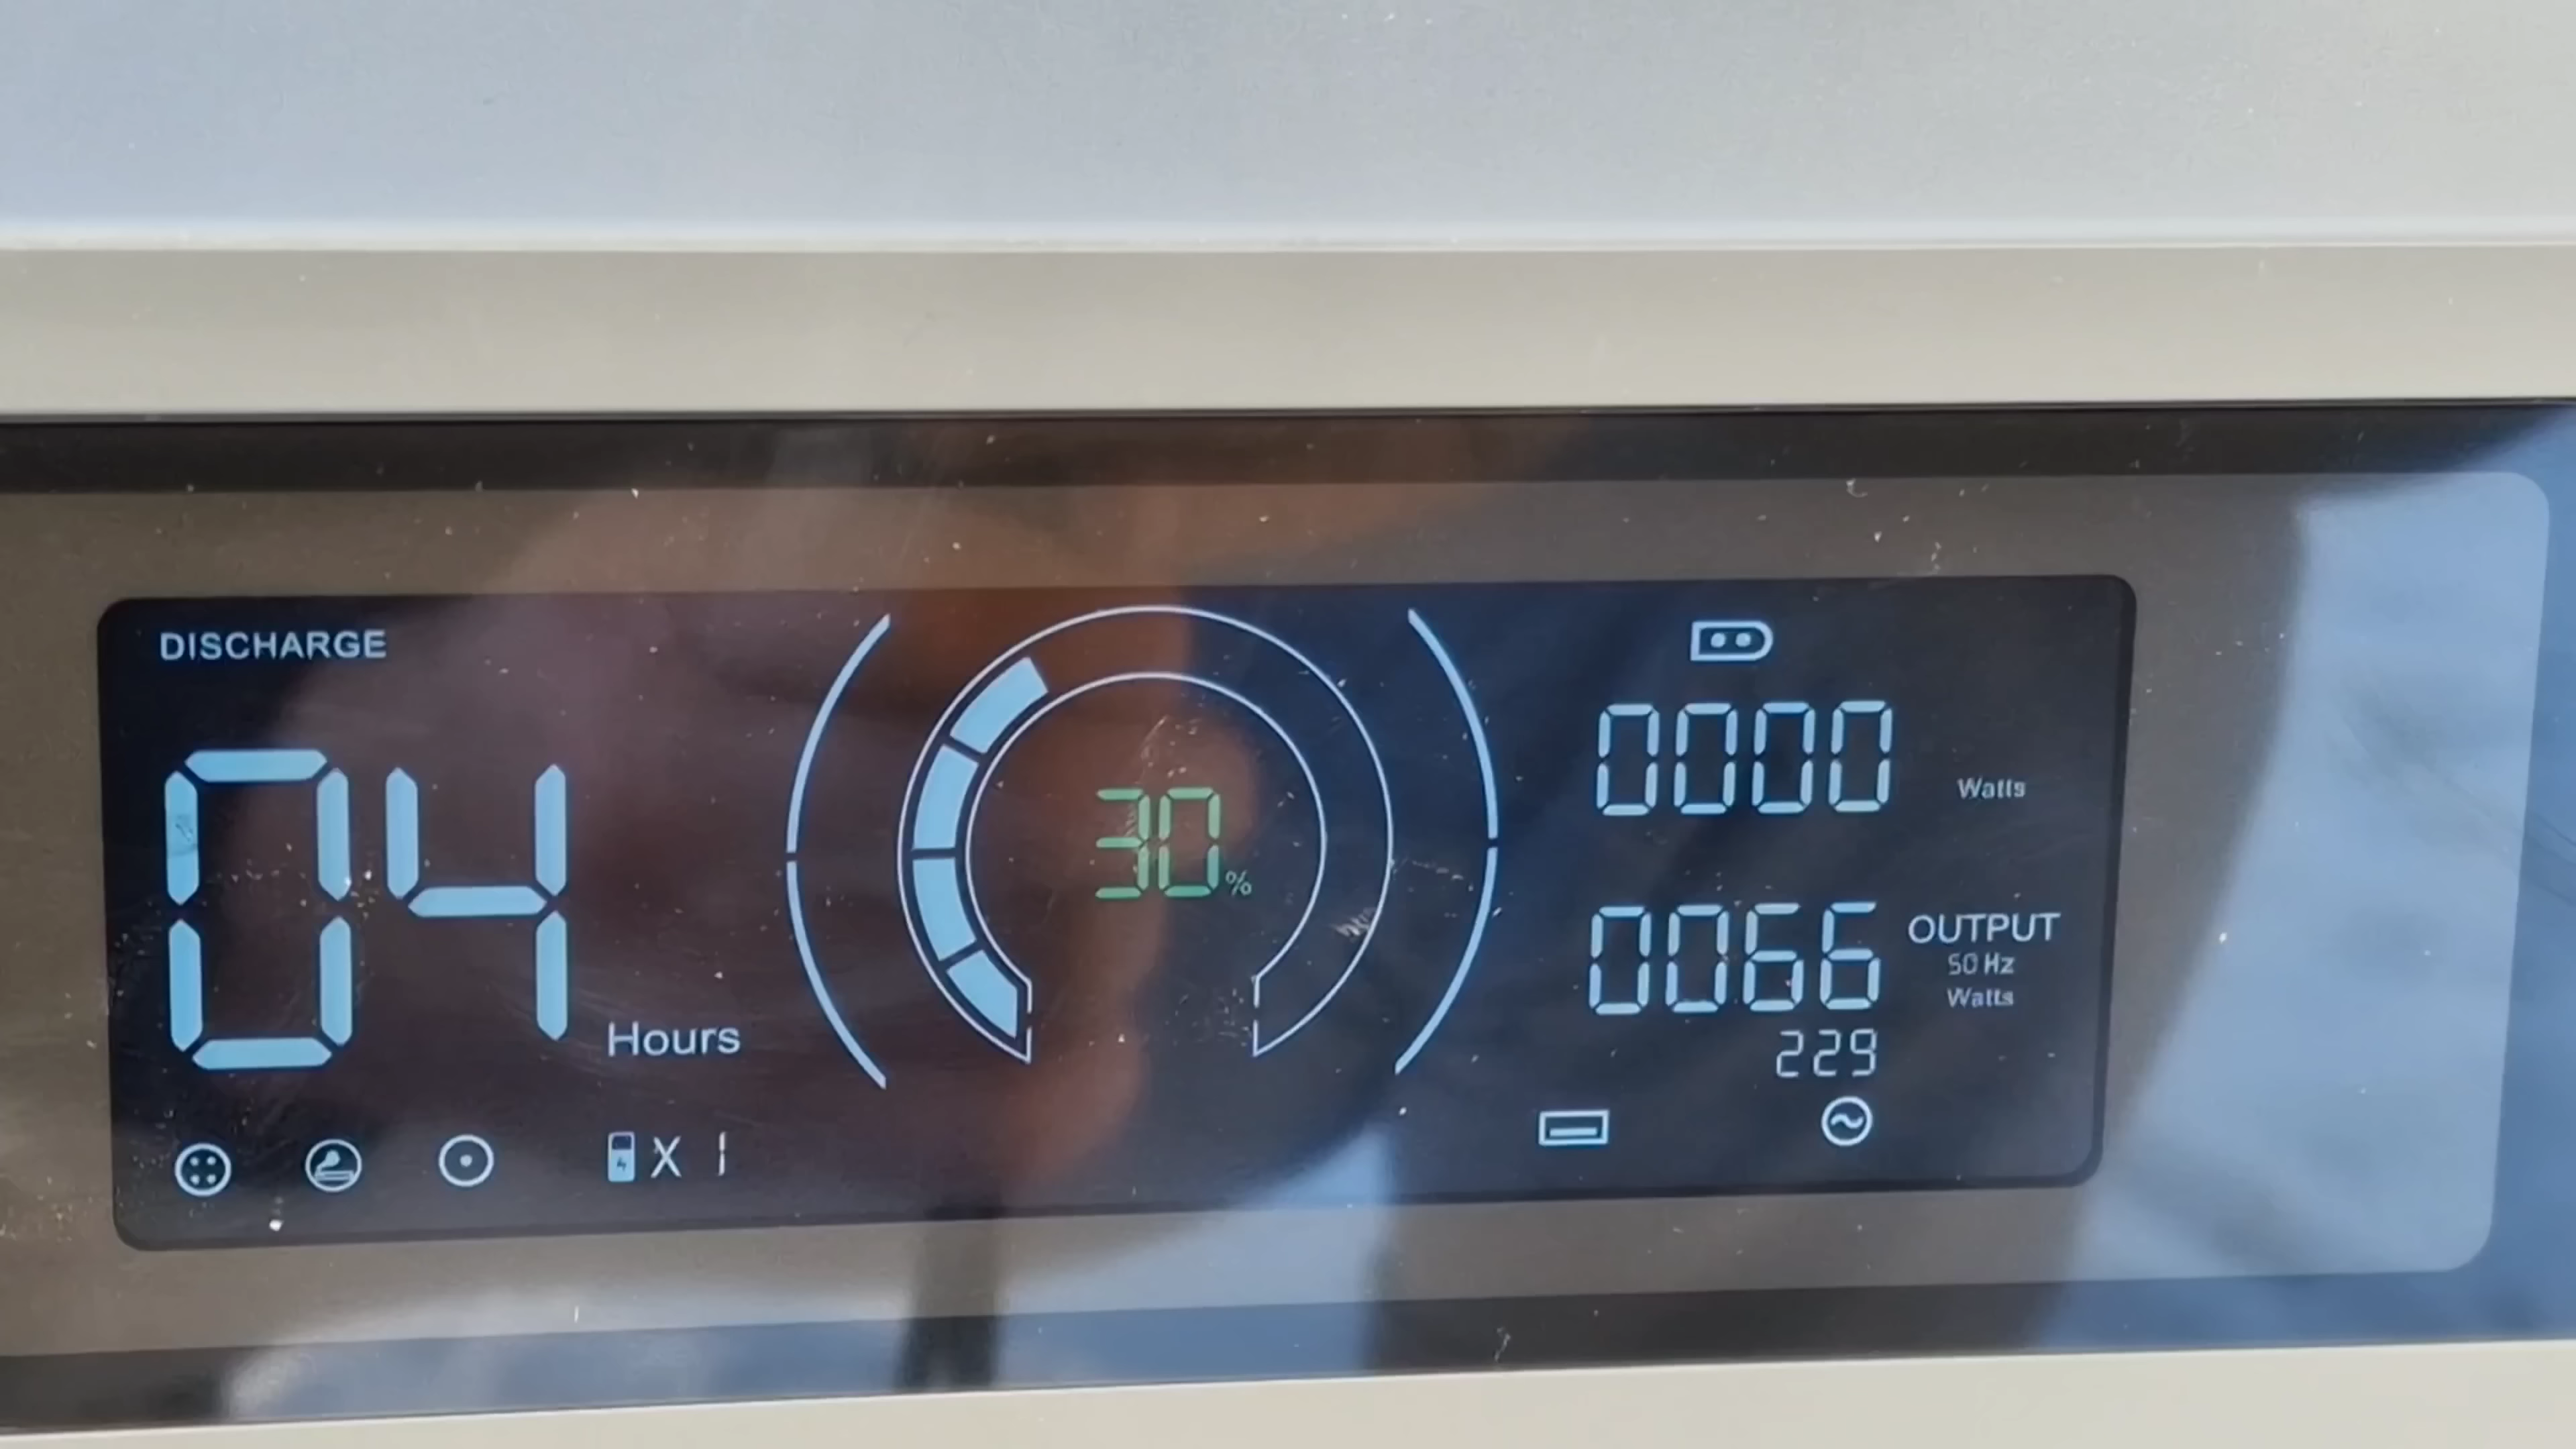 DISCHARGE
04 Hours
X 1
30%
0000 Watts
0066 OUTPUT
50 Hz
Watts
229